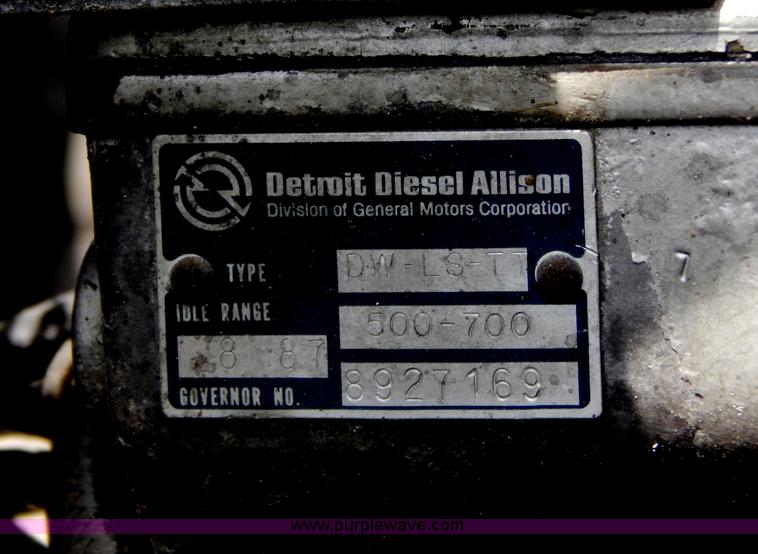 Detroit Diesel Allison
Division of General Motors Corporation
TYPE DW-LS-TT
IDLE RANGE 500-700
8 87
GOVERNOR NO. 8927169
7
www.purplewave.com